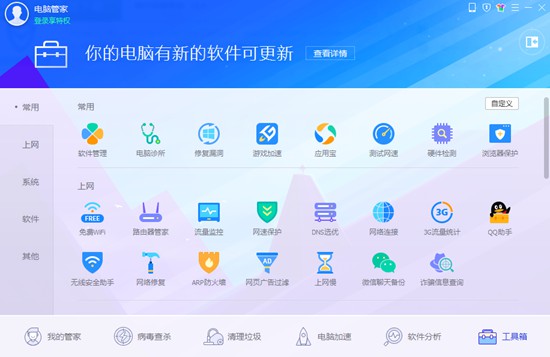 电脑管家
登录享特权
你的电脑有新的软件可更新 查看详情
常用
上网
系统
软件
其他
常用 自定义
软件管理 电脑诊所 修复漏洞 游戏加速 应用宝 测试网速 硬件检测 浏览器保护
上网
FREE 3G
免费WiFi 路由器管家 流量监控 网速保护 DNS选优 网络连接 3G流量统计 QQ助手
AD
无线安全助手 网络修复 ARP防火墙 网页广告过滤 上网慢 微信聊天备份 诈骗信息查询
我的管家 病毒查杀 清理垃圾 电脑加速 软件分析 工具箱